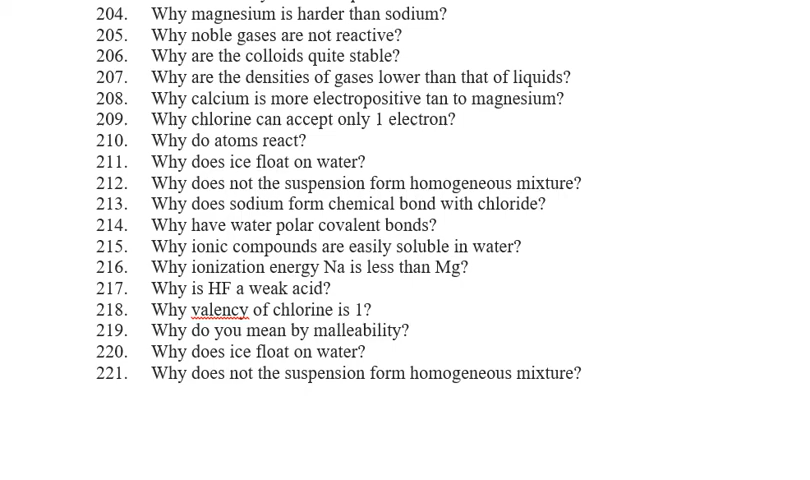 204. Why magnesium is harder than sodium?
205. Why noble gases are not reactive?
206. Why are the colloids quite stable?
207. Why are the densities of gases lower than that of liquids?
208. Why calcium is more electropositive tan to magnesium?
209. Why chlorine can accept only 1 electron?
210. Why do atoms react?
211. Why does ice float on water?
212. Why does not the suspension form homogeneous mixture?
213. Why does sodium form chemical bond with chloride?
214. Why have water polar covalent bonds?
215. Why ionic compounds are easily soluble in water?
216. Why ionization energy Na is less than Mg?
217. Why is HF a weak acid?
218. Why valency of chlorine is 1?
219. Why do you mean by malleability?
220. Why does ice float on water?
221. Why does not the suspension form homogeneous mixture?